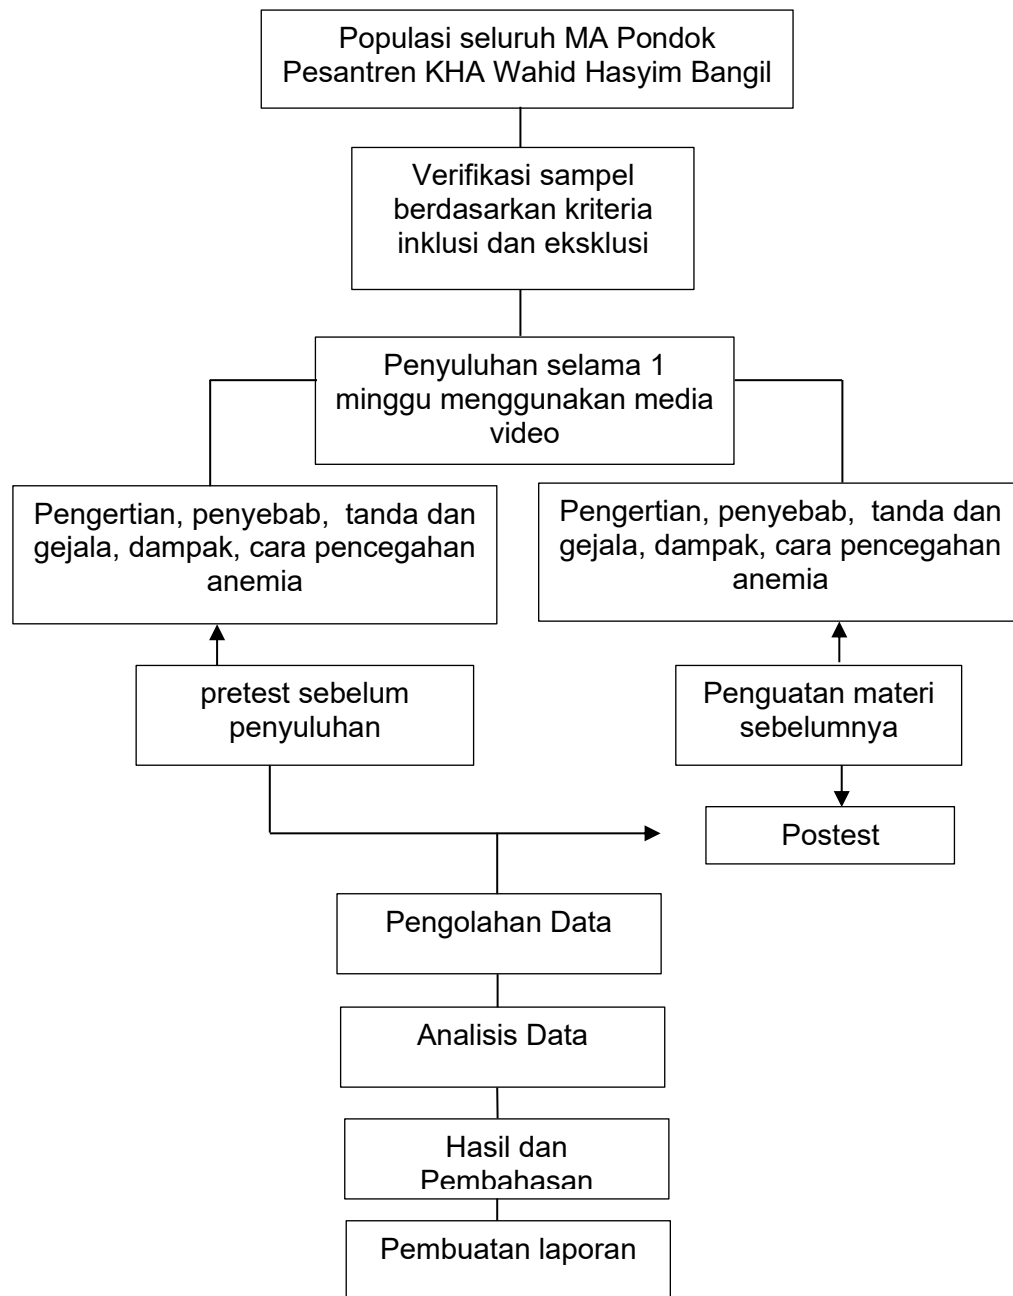 Populasi seluruh MA Pondok
Pesantren KHA Wahid Hasyim Bangil
Verifikasi sampel
berdasarkan kriteria
inklusi dan eksklusi
Penyuluhan selama 1
minggu menggunakan media
video
Pengertian, penyebab, tanda dan
gejala, dampak, cara pencegahan
anemia
Pengertian, penyebab, tanda dan
gejala, dampak, cara pencegahan
anemia
pretest sebelum
penyuluhan
Penguatan materi
sebelumnya
Postest
Pengolahan Data
Analisis Data
Hasil dan
Pembahasan
Pembuatan laporan